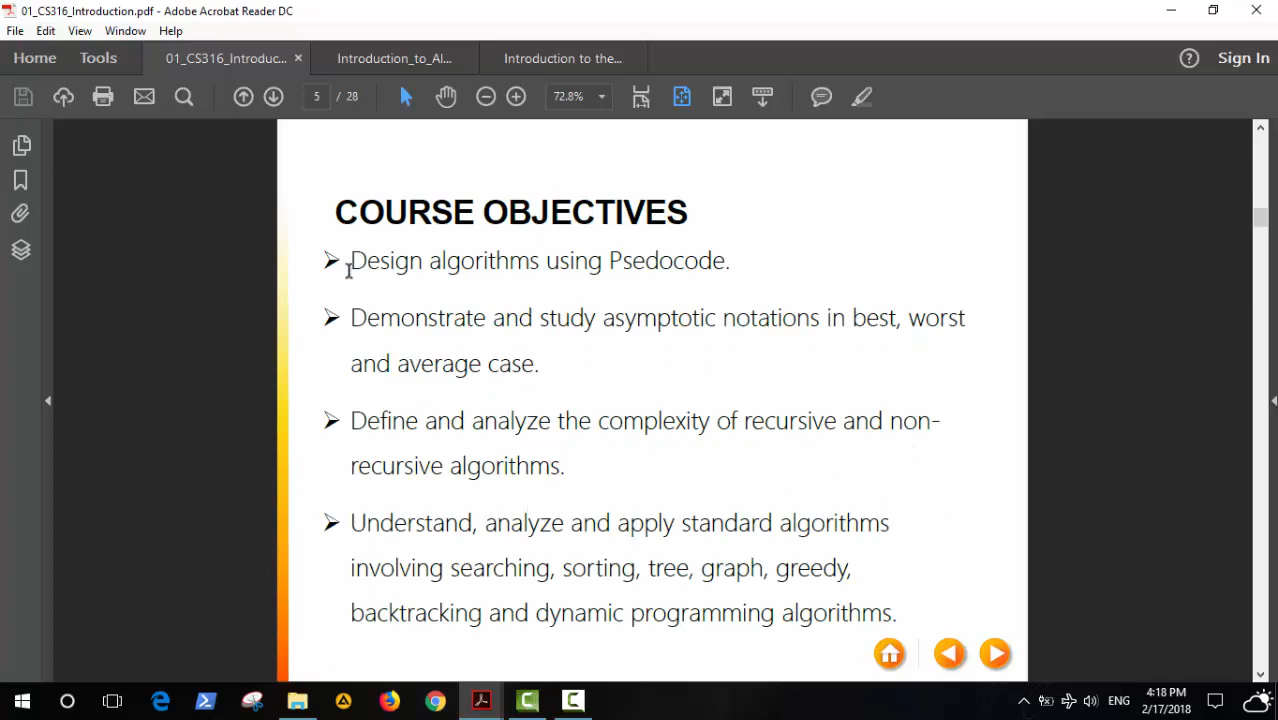 01_CS316_Introduction.pdf - Adobe Acrobat Reader DC
File Edit View Window Help
Home Tools 01_CS316_Introduc... × Introduction_to_Al... Introduction to the... Sign In
5 / 28 72.8%
COURSE OBJECTIVES
Design algorithms using Psedocode.
Demonstrate and study asymptotic notations in best, worst
and average case.
Define and analyze the complexity of recursive and non-
recursive algorithms.
Understand, analyze and apply standard algorithms
involving searching, sorting, tree, graph, greedy,
backtracking and dynamic programming algorithms.
ENG
4:18 PM
2/17/2018